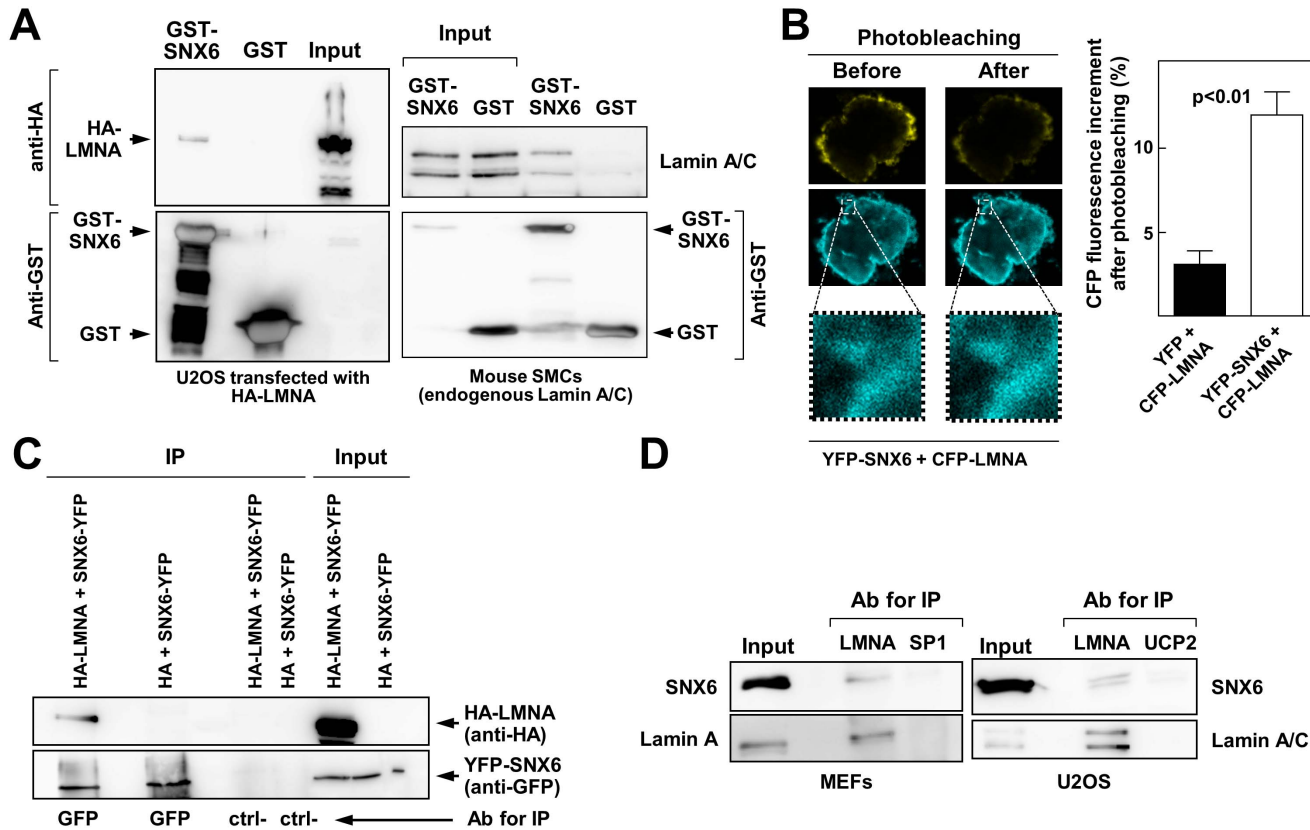 A
GST-
SNX6
GST
Input
Input
GST-
SNX6
GST
GST-
SNX6
GST
anti-HA
HA-
LMNA
Lamin A/C
Anti-GST
GST-
SNX6
GST
GST-
SNX6
GST
Anti-GST
U2OS transfected with
HA-LMNA
Mouse SMCs
(endogenous Lamin A/C)
B
Photobleaching
Before
After
YFP-SNX6 + CFP-LMNA
CFP fluorescence increment
after photobleaching (%)
10
5
p<0.01
YFP +
CFP-LMNA
YFP-SNX6 +
CFP-LMNA
C
IP
Input
HA-LMNA + SNX6-YFP
HA + SNX6-YFP
HA-LMNA + SNX6-YFP
HA + SNX6-YFP
HA-LMNA + SNX6-YFP
HA + SNX6-YFP
HA-LMNA
(anti-HA)
YFP-SNX6
(anti-GFP)
GFP
GFP
ctrl-
ctrl-
Ab for IP
D
Ab for IP
Input
LMNA
SP1
SNX6
Lamin A
MEFs
Ab for IP
Input
LMNA
UCP2
SNX6
Lamin A/C
U2OS